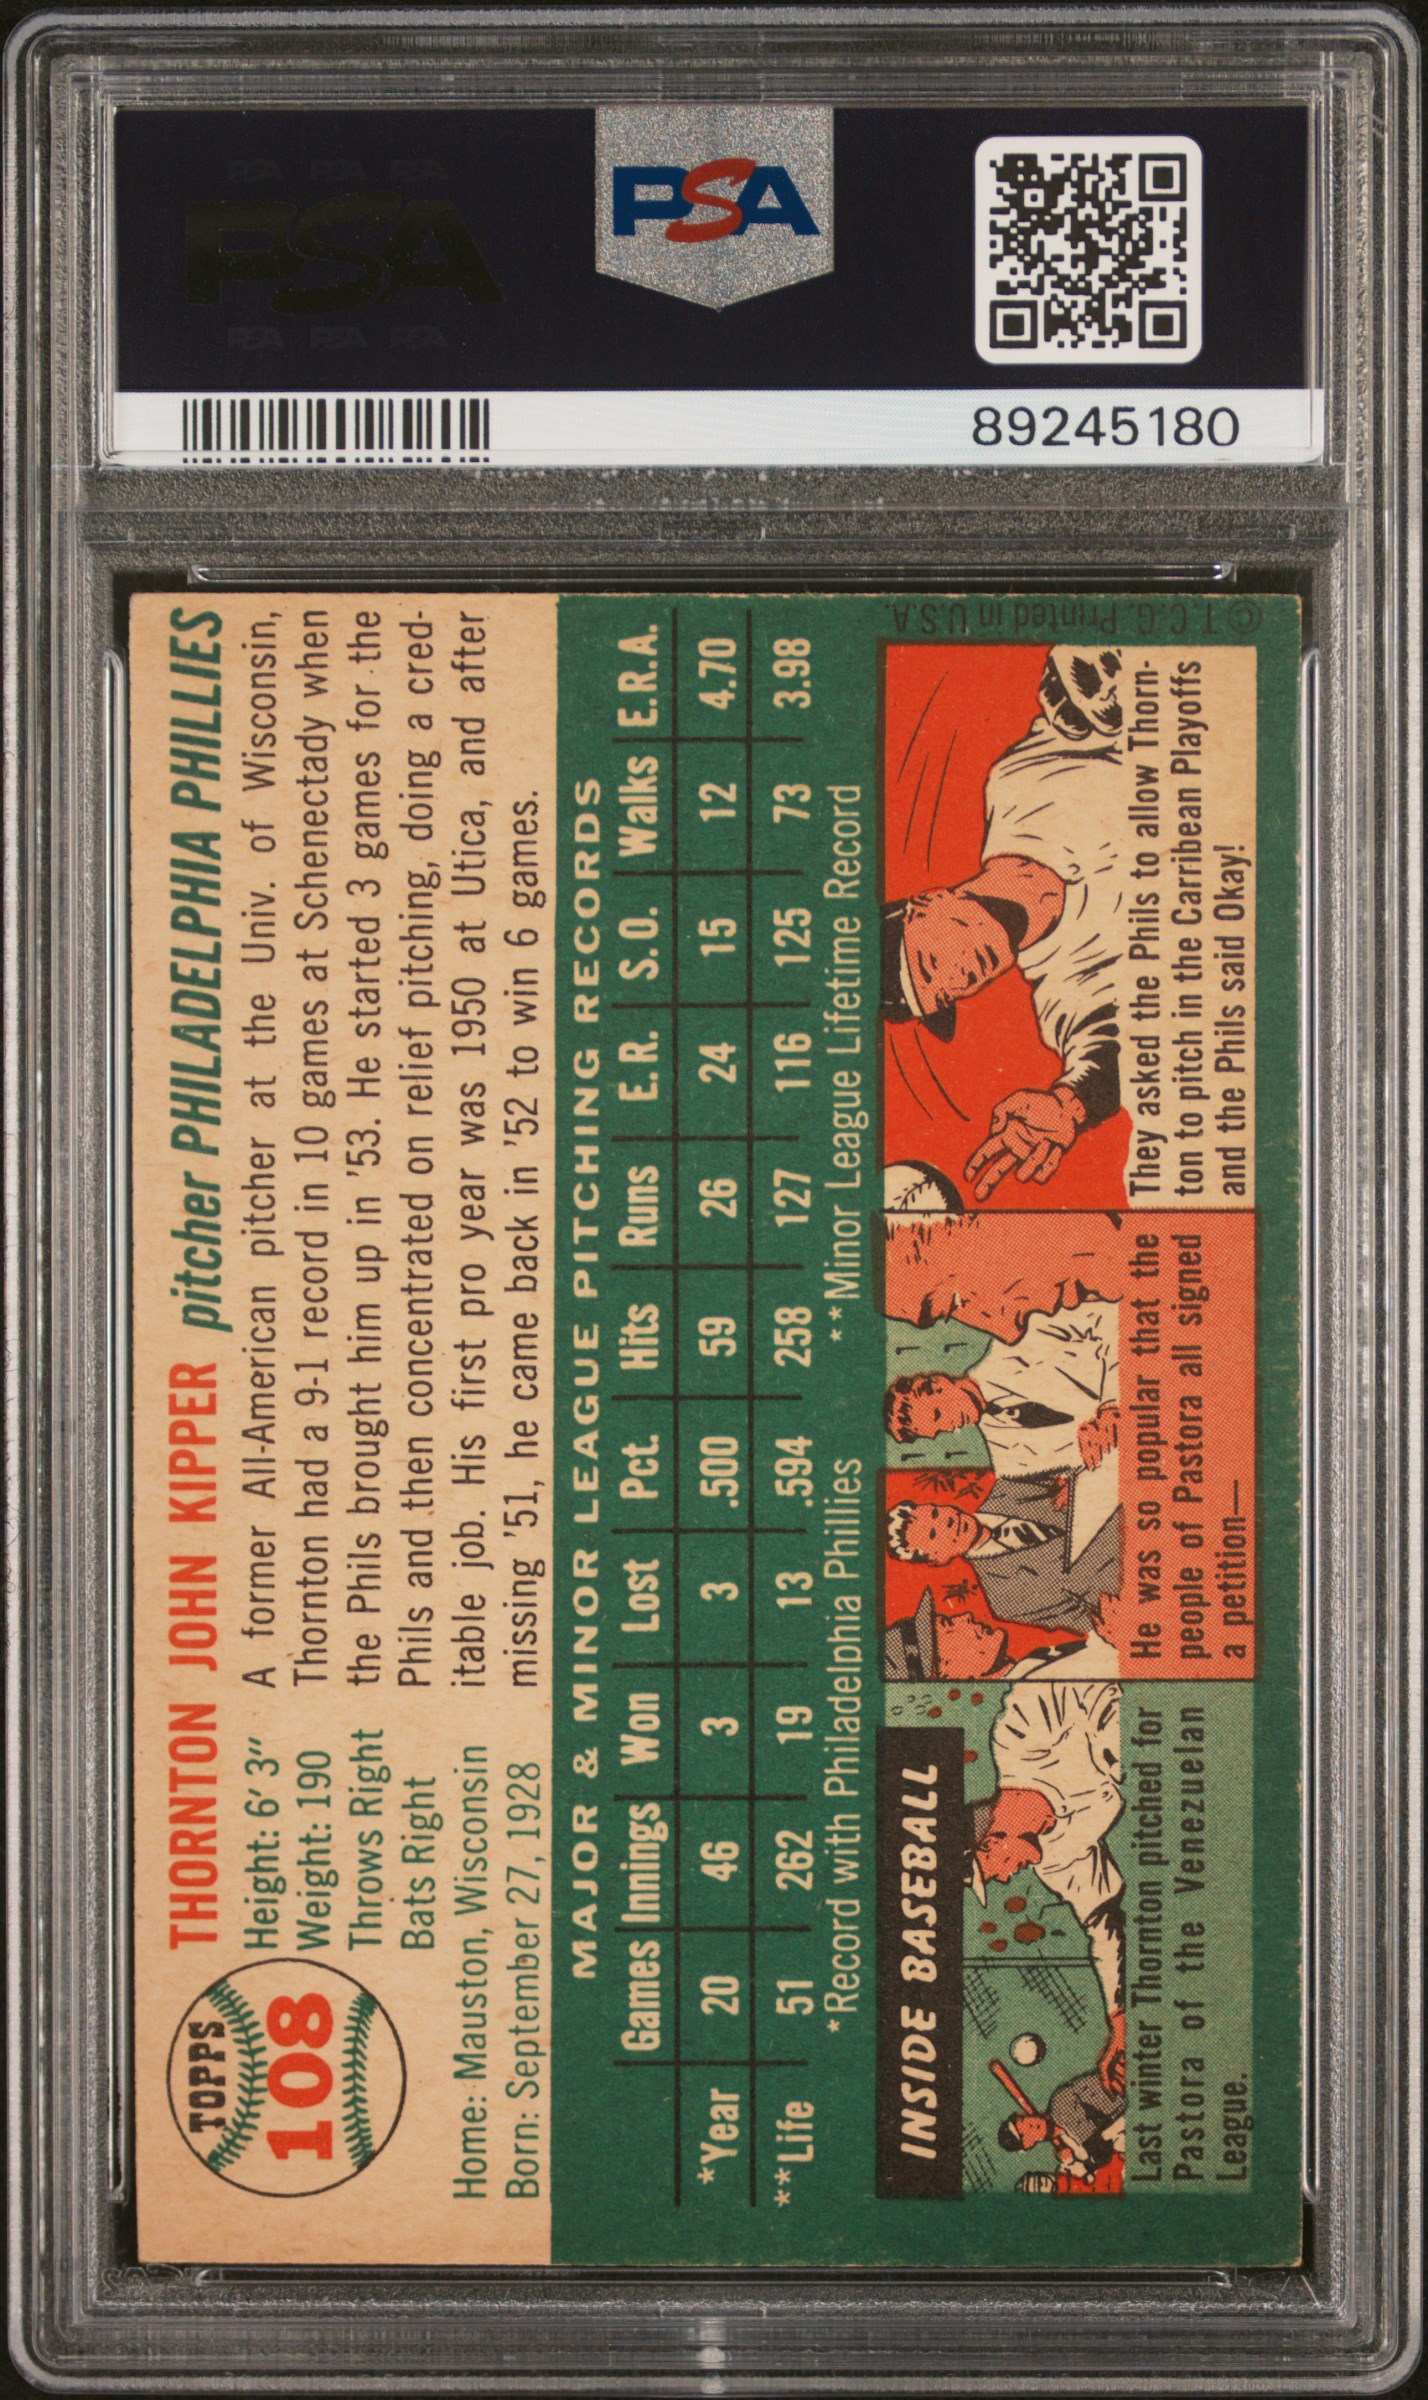 PSA PSA PSA
PSA
PSA PSA PSA
PSA
89245180
TOPPS
108
THORNTON JOHN KIPPER pitcher PHILADELPHIA PHILLIES
Height: 6' 3"
Weight: 190
Throws Right
Bats Right
Home: Mauston, Wisconsin
Born: September 27, 1928
A former All-American pitcher at the Univ. of Wisconsin,
Thornton had a 9-1 record in 10 games at Schenectady when
the Phils brought him up in '53. He started 3 games for the
Phils and then concentrated on relief pitching, doing a cred-
itable job. His first pro year was 1950 at Utica, and after
missing '51, he came back in '52 to win 6 games.
MAJOR & MINOR LEAGUE PITCHING RECORDS
Games Innings Won Lost Pct. Hits Runs E.R. S.O. Walks E.R.A.
*Year 20 46 3 3 .500 59 26 24 15 12 4.70
**Life 51 262 19 13 .594 258 127 116 125 73 3.98
*Record with Philadelphia Phillies **Minor League Lifetime Record
INSIDE BASEBALL
Last winter Thornton pitched for
Pastora of the Venezuelan
League.
He was so popular that the
people of Pastora all signed
a petition—
They asked the Phils to allow Thorn-
ton to pitch in the Carribean Playoffs
and the Phils said Okay!
© T.C.G. Printed in U.S.A.